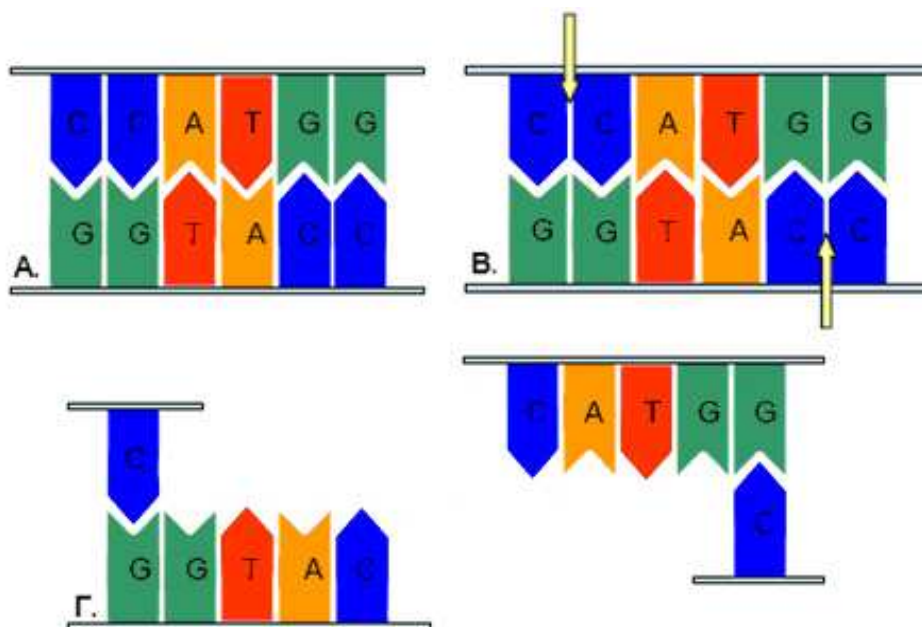 C C A T G G
G G T A C C
A.
C C A T G G
G G T A C C
B.
C A T G G
C
C
G G T A C
Г.